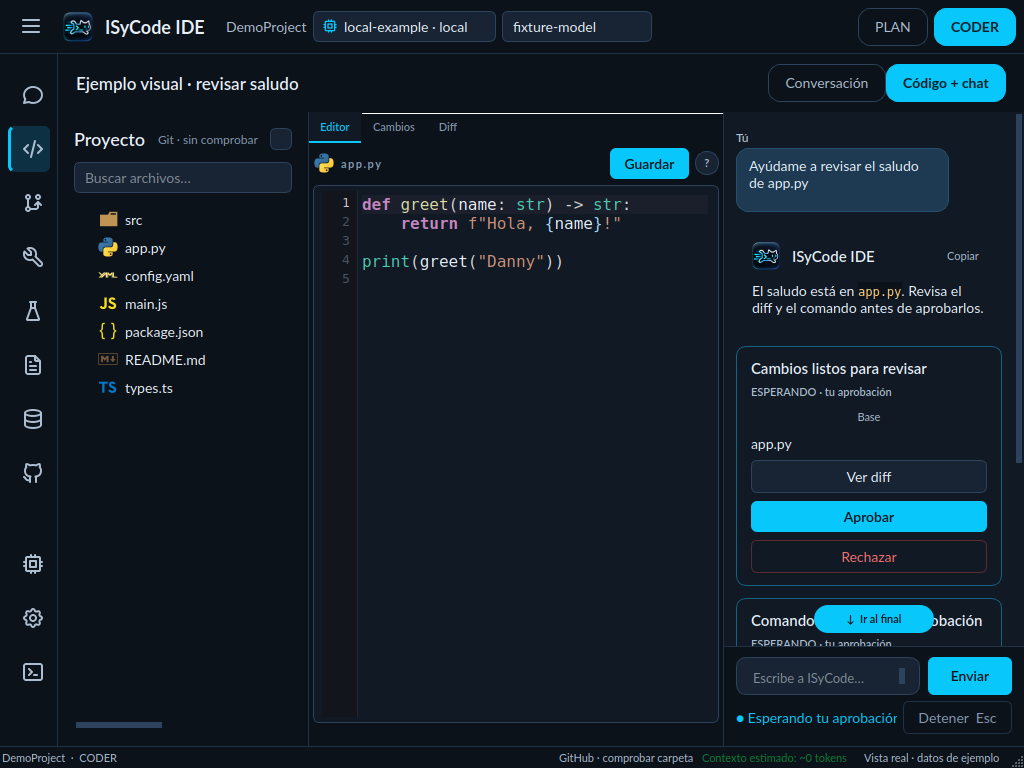 ISyCode IDE
DemoProject
local-example · local
fixture-model
PLAN
CODER
Ejemplo visual · revisar saludo
Conversación
Código + chat
Proyecto
Git · sin comprobar
Buscar archivos...
src
app.py
YML
config.yaml
JS
main.js
{ }
package.json
M↓
README.md
TS
types.ts
Editor
Cambios
Diff
app.py
Guardar
?
1 def greet(name: str) -> str:
2     return f"Hola, {name}!"
3
4 print(greet("Danny"))
5
Tú
Ayúdame a revisar el saludo
de app.py
ISyCode IDE
Copiar
El saludo está en app.py. Revisa el
diff y el comando antes de aprobarlos.
Cambios listos para revisar
ESPERANDO · tu aprobación
Base
app.py
Ver diff
Aprobar
Rechazar
Comando
↓ Ir al final
obación
ESPERANDO · tu aprobación
Escribe a ISyCode...
Enviar
● Esperando tu aprobación
Detener Esc
DemoProject · CODER
GitHub · comprobar carpeta
Contexto estimado: ~0 tokens
Vista real · datos de ejemplo